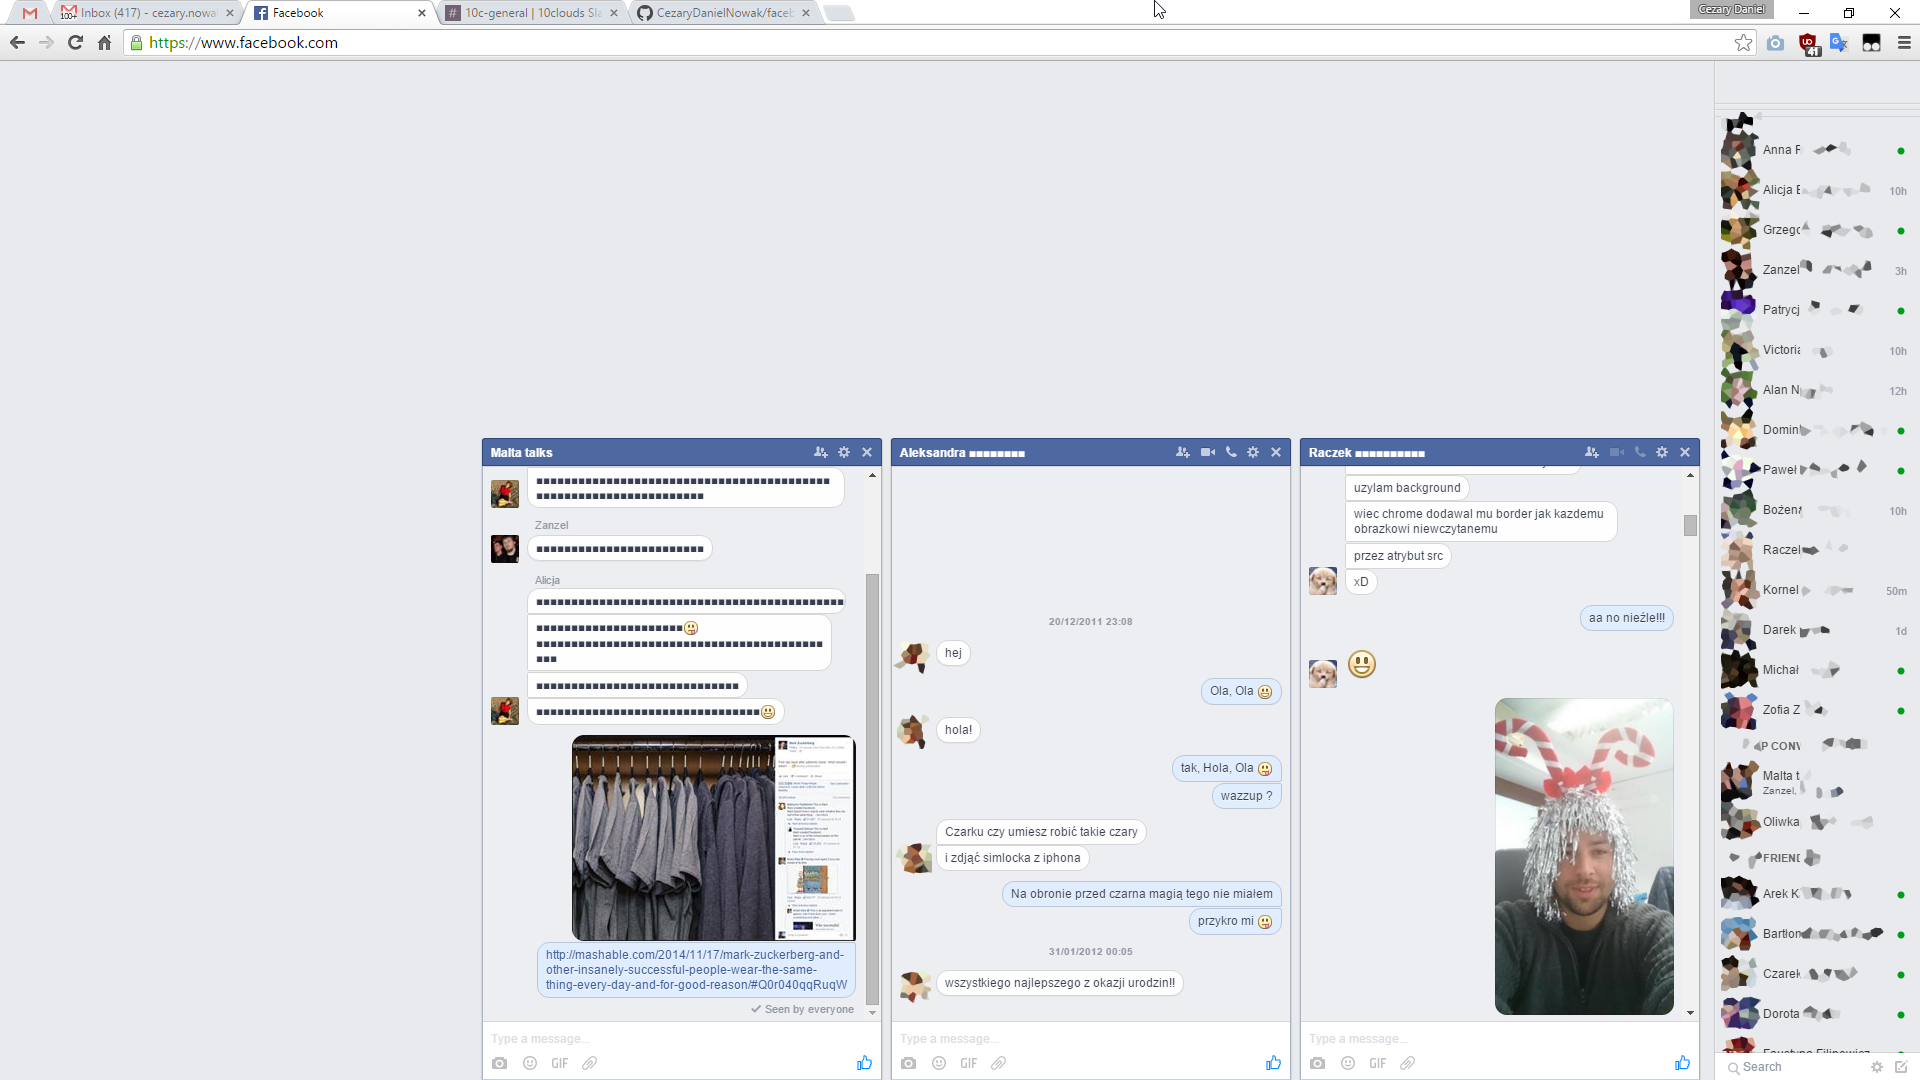 Inbox (417) - cezary.nowa
Facebook
10c-general | 10clouds Sla
CezaryDanielNowak/faceb
Cezary Daniel
https://www.facebook.com
41
Malta talks
Zanzel
Alicja
http://mashable.com/2014/11/17/mark-zuckerberg-and-
other-insanely-successful-people-wear-the-same-
thing-every-day-and-for-good-reason/#Q0r040qqRuqW
Seen by everyone
Type a message...
GIF
Aleksandra
20/12/2011 23:08
hej
Ola, Ola
hola!
tak, Hola, Ola
wazzup ?
Czarku czy umiesz robić takie czary
i zdjąć simlocka z iphona
Na obronie przed czarna magią tego nie miałem
przykro mi
31/01/2012 00:05
wszystkiego najlepszego z okazji urodzin!!
Type a message...
GIF
Raczek
uzylam background
wiec chrome dodawal mu border jak kazdemu
obrazkowi niewczytanemu
przez atrybut src
xD
aa no nieźle!!!
Type a message...
GIF
Anna
Alicja 10h
Grzego
Zanzel 3h
Patrycj
Victoria 10h
Alan N 12h
Domini
Paweł
Bożena 10h
Raczek
Kornel 50m
Darek 1d
Michał
Zofia Z
P CONV
Malta t
Zanzel,
Oliwka
FRIEND
Arek K
Bartłom
Czarek
Dorota
Search